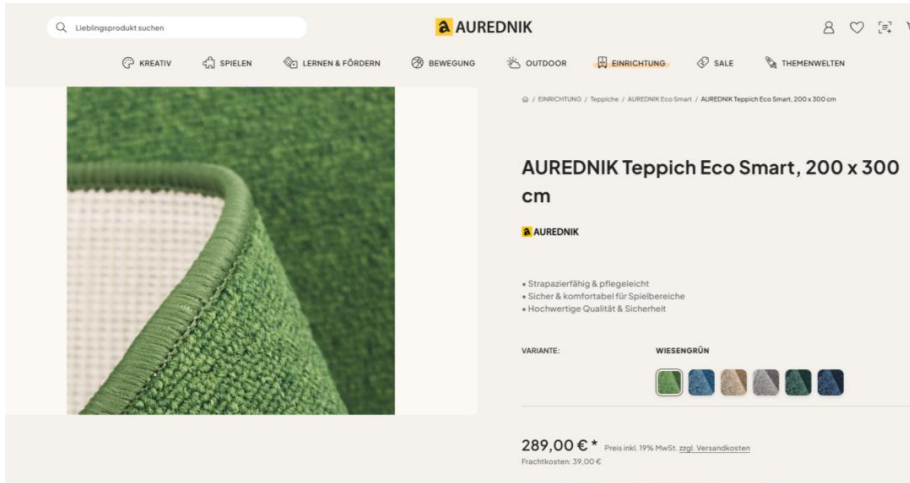 Lieblingsprodukt suchen
a AUREDNIK
KREATIV SPIELEN LERNEN & FÖRDERN BEWEGUNG OUTDOOR EINRICHTUNG SALE THEMENWELTEN
/ EINRICHTUNG / Teppiche / AUREDNIK Eco Smart / AUREDNIK Teppich Eco Smart, 200 x 300 cm
AUREDNIK Teppich Eco Smart, 200 x 300
cm
a AUREDNIK
• Strapazierfähig & pflegeleicht
• Sicher & komfortabel für Spielbereiche
• Hochwertige Qualität & Sicherheit
VARIANTE: WIESENGRÜN
289,00 € * Preis inkl. 19% MwSt. zzgl. Versandkosten
Frachtkosten: 39,00 €